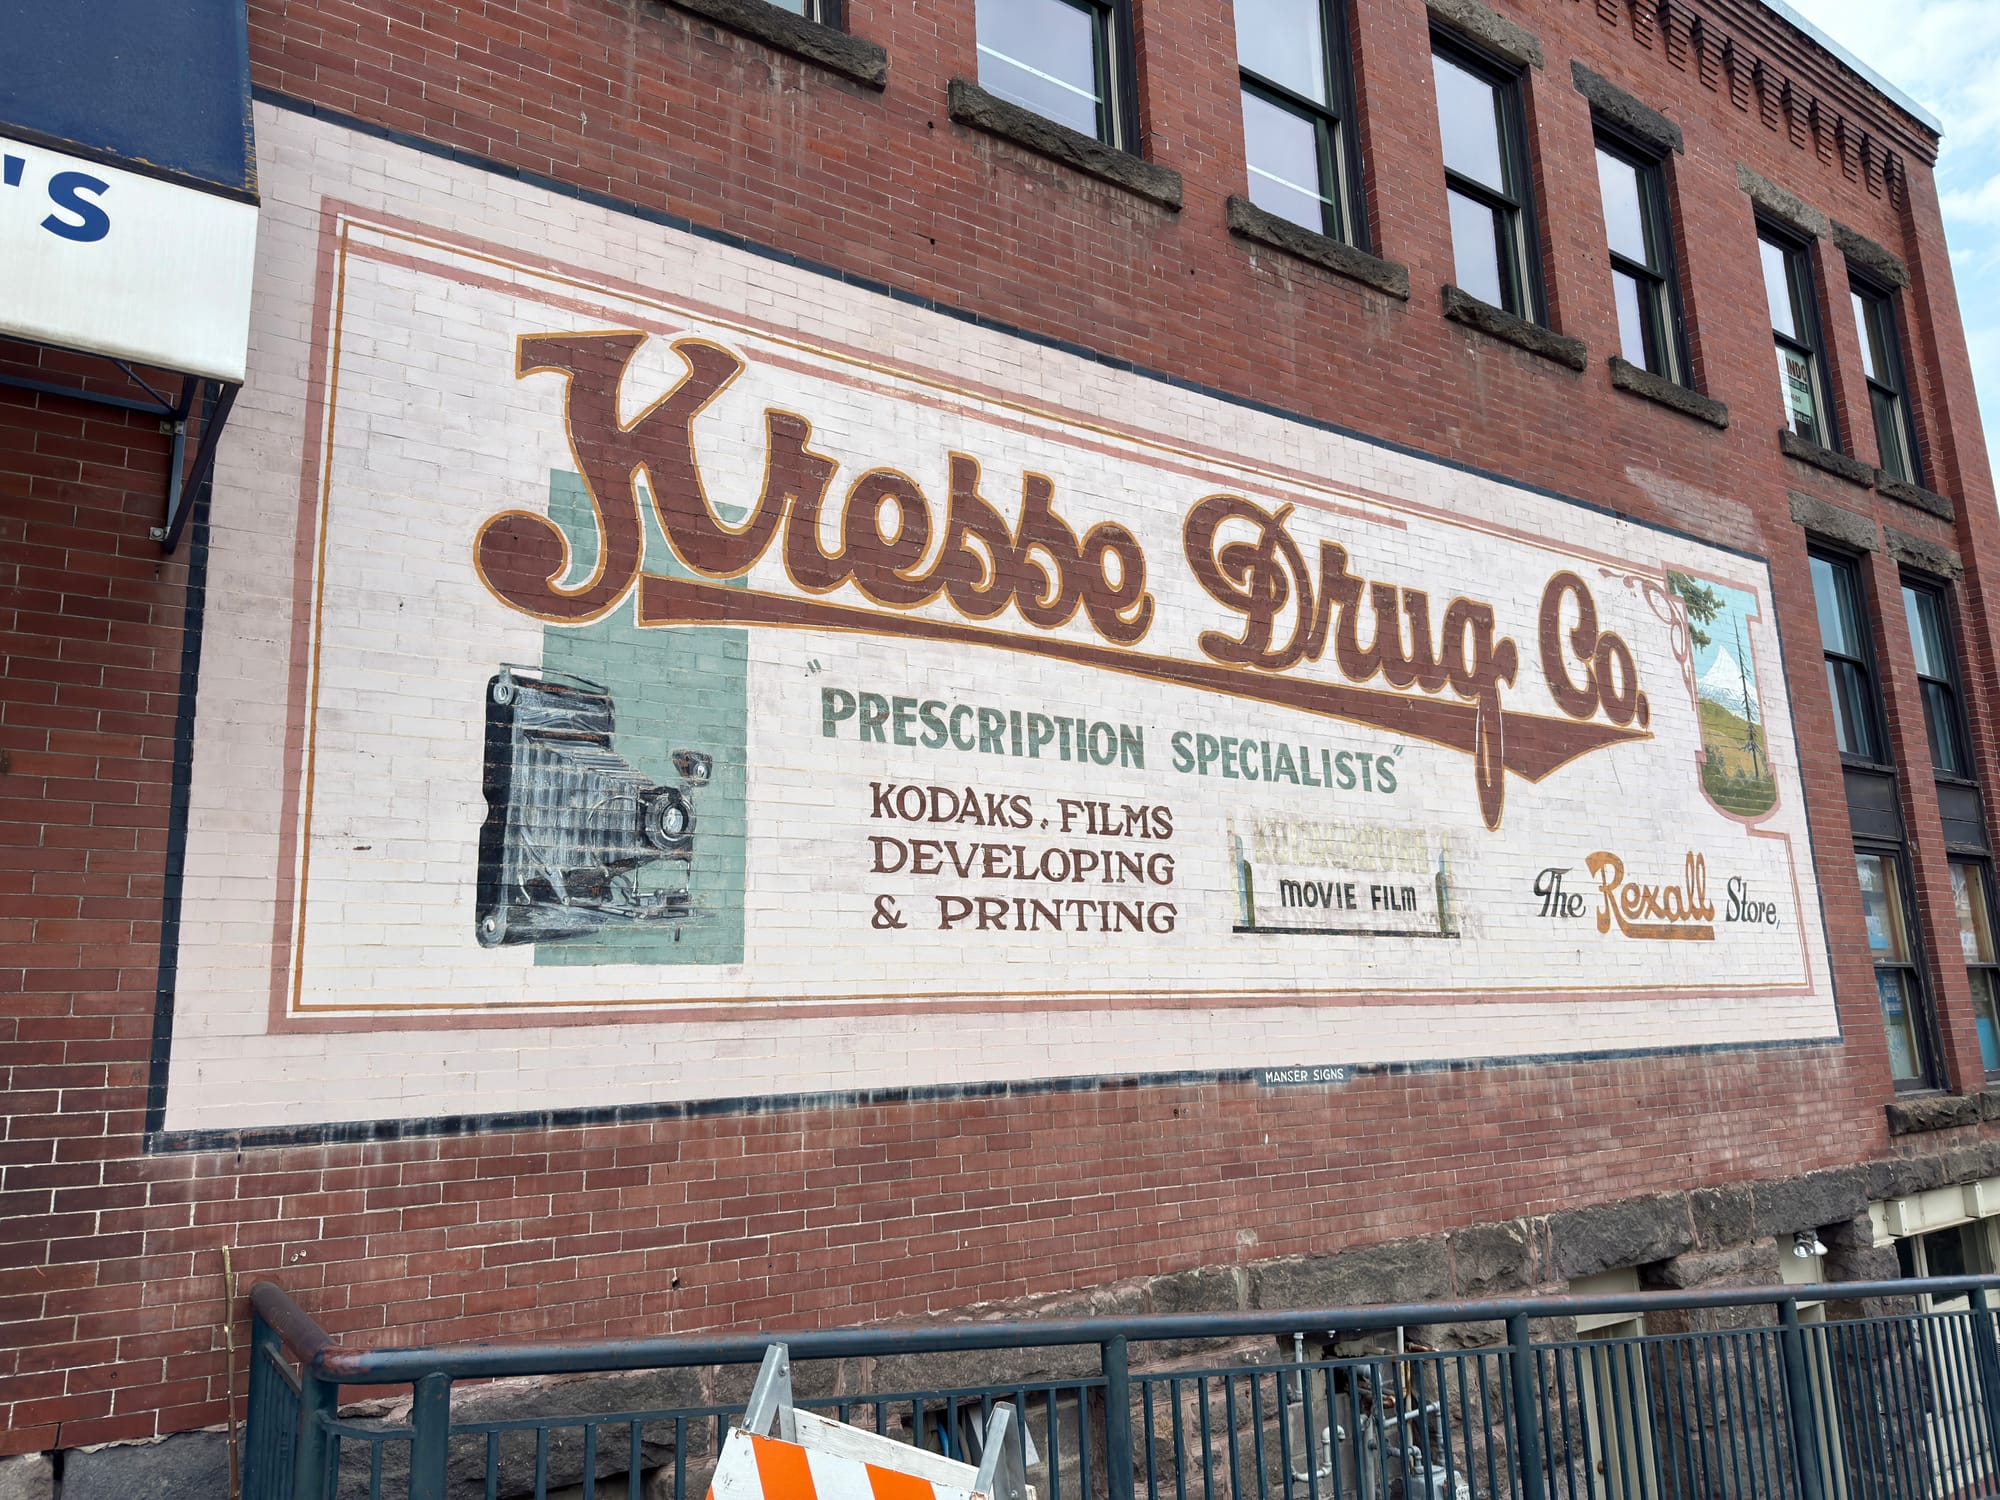 'S
Kresse Drug Co.
"PRESCRIPTION SPECIALISTS"
KODAKS, FILMS
DEVELOPING
& PRINTING
MOVIE FILM
The Rexall Store,
MANSER SIGNS